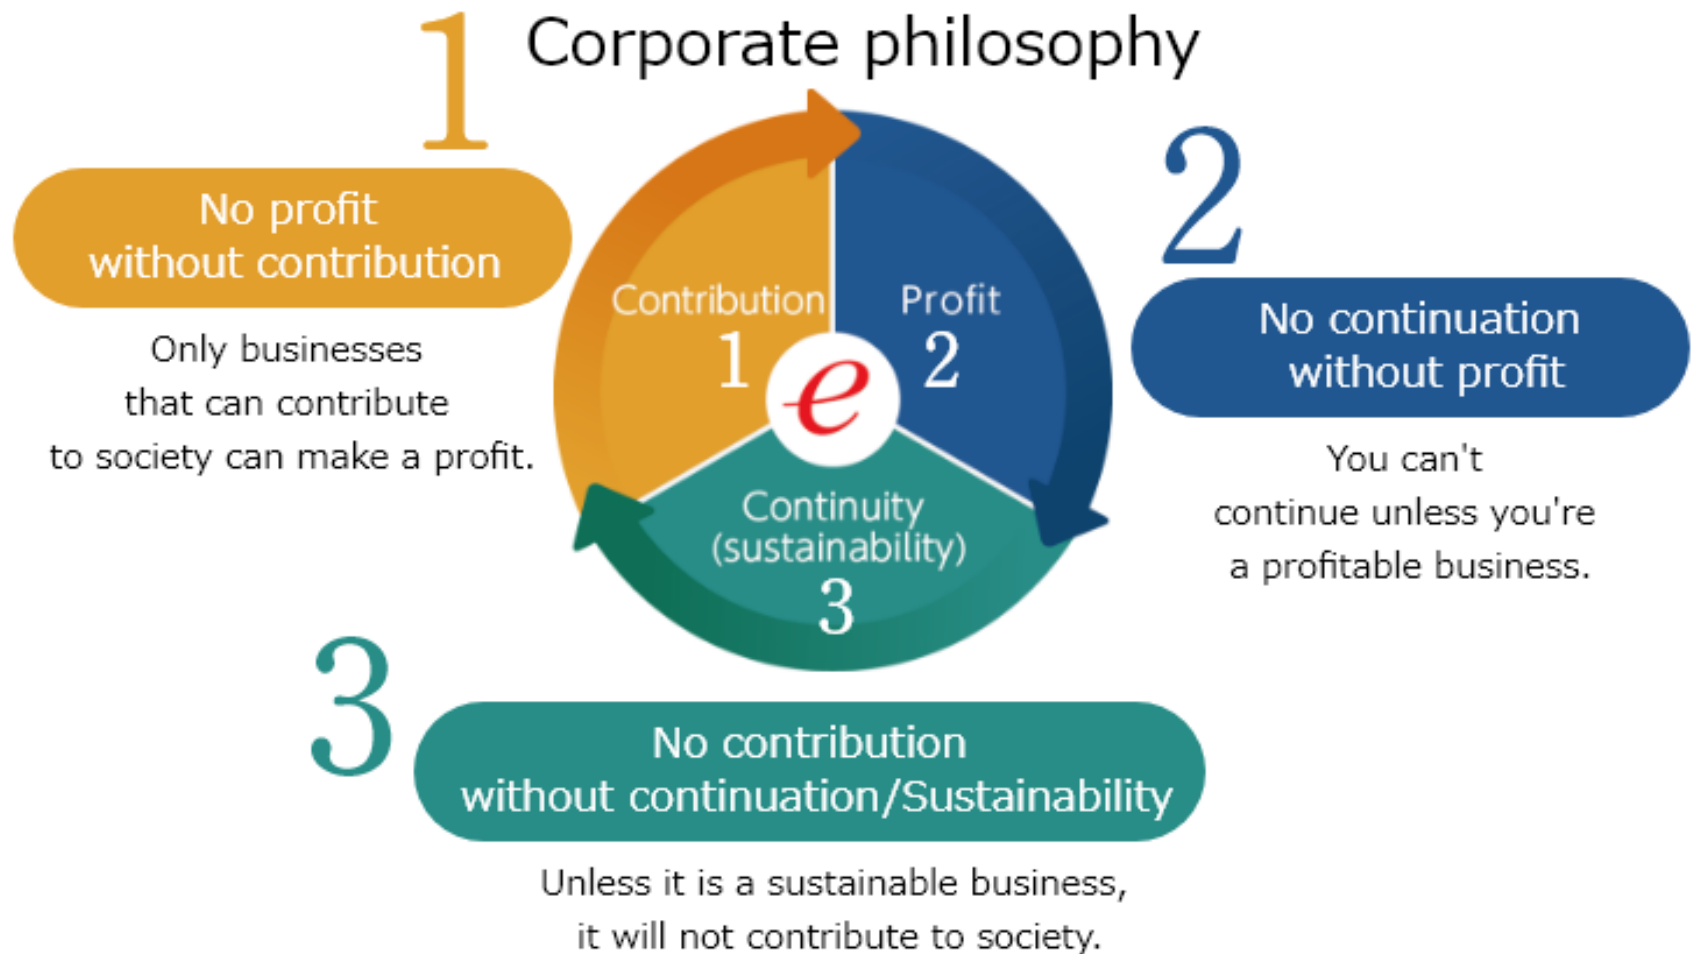 Corporate philosophy
1
No profit
without contribution
Only businesses
that can contribute
to society can make a profit.
2
No continuation
without profit
You can't
continue unless you're
a profitable business.
Contribution
1
Profit
2
e
Continuity
(sustainability)
3
3
No contribution
without continuation/Sustainability
Unless it is a sustainable business,
it will not contribute to society.